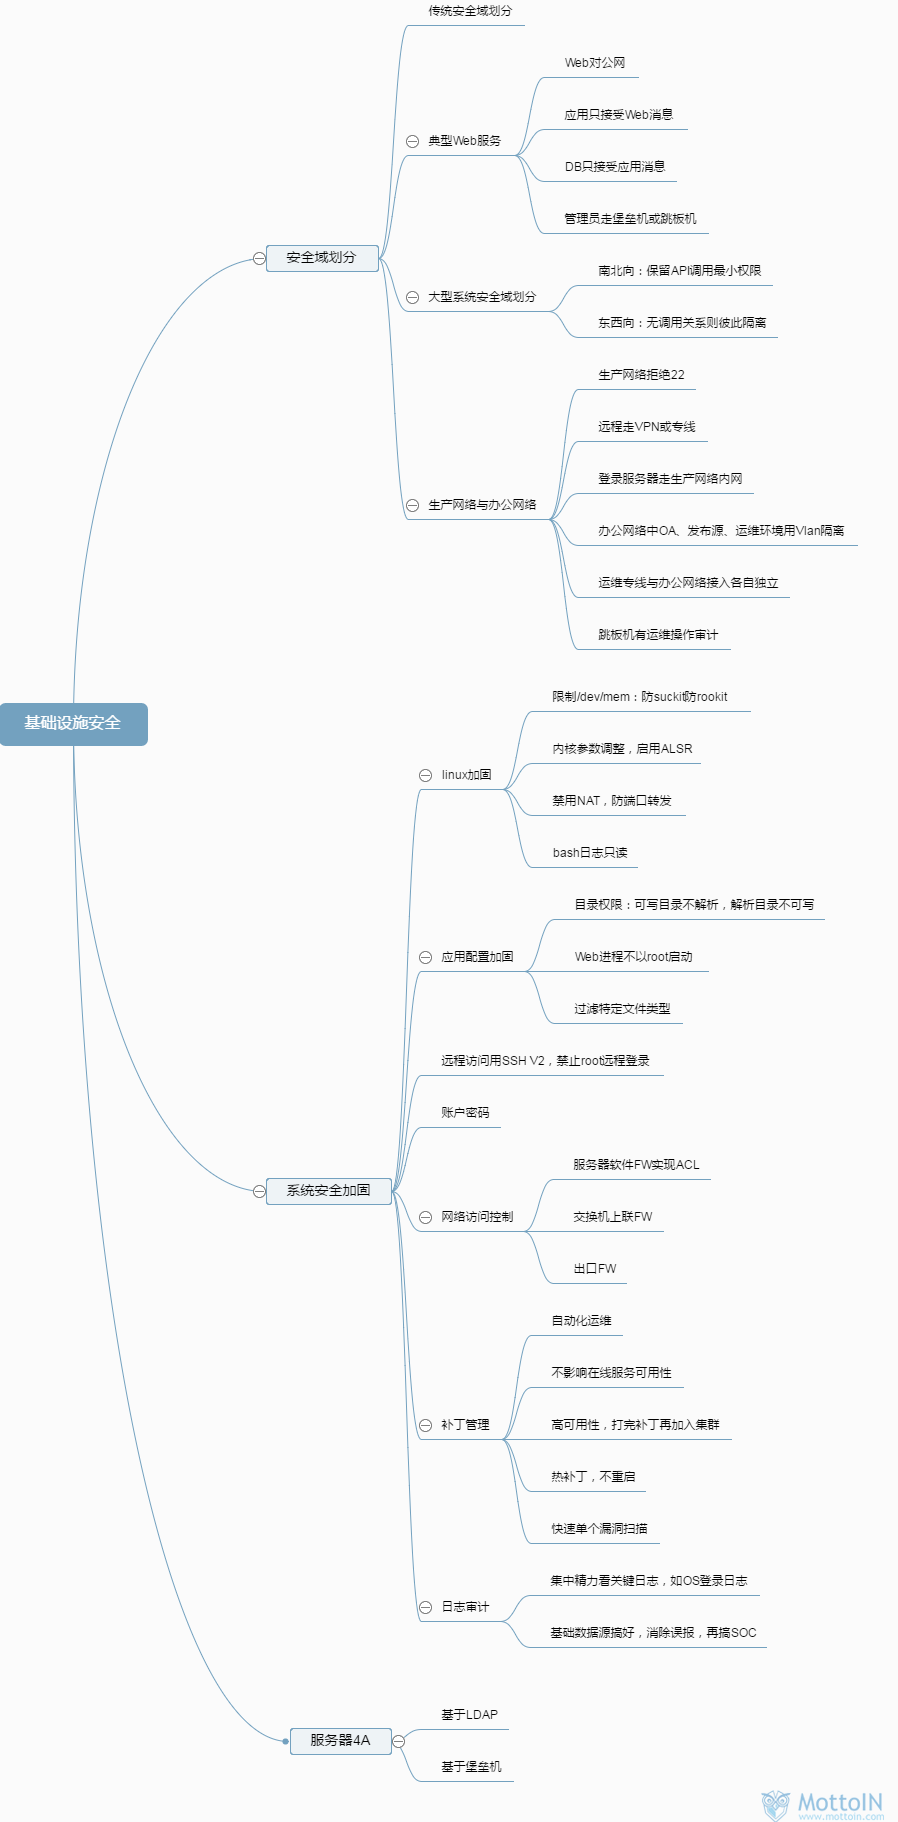 传统安全域划分
Web对公网
应用只接受Web消息
典型Web服务
DB只接受应用消息
管理员走堡垒机或跳板机
安全域划分
南北向：保留API调用最小权限
大型系统安全域划分
东西向：无调用关系则彼此隔离
生产网络拒绝22
远程走VPN或专线
登录服务器走生产网络内网
生产网络与办公网络
办公网络中OA、发布源、运维环境用Vlan隔离
运维专线与办公网络接入各自独立
跳板机有运维操作审计
基础设施安全
限制/dev/mem：防suckit防rookit
内核参数调整，启用ALSR
linux加固
禁用NAT，防端口转发
bash日志只读
目录权限：可写目录不解析，解析目录不可写
应用配置加固
Web进程不以root启动
过滤特定文件类型
远程访问用SSH V2，禁止root远程登录
账户密码
服务器软件FW实现ACL
系统安全加固
网络访问控制
交换机上联FW
出口FW
自动化运维
不影响在线服务可用性
补丁管理
高可用性，打完补丁再加入集群
热补丁，不重启
快速单个漏洞扫描
集中精力看关键日志，如OS登录日志
日志审计
基础数据源搞好，消除误报，再搞SOC
基于LDAP
服务器4A
基于堡垒机
MottoIN
www.mottoin.com